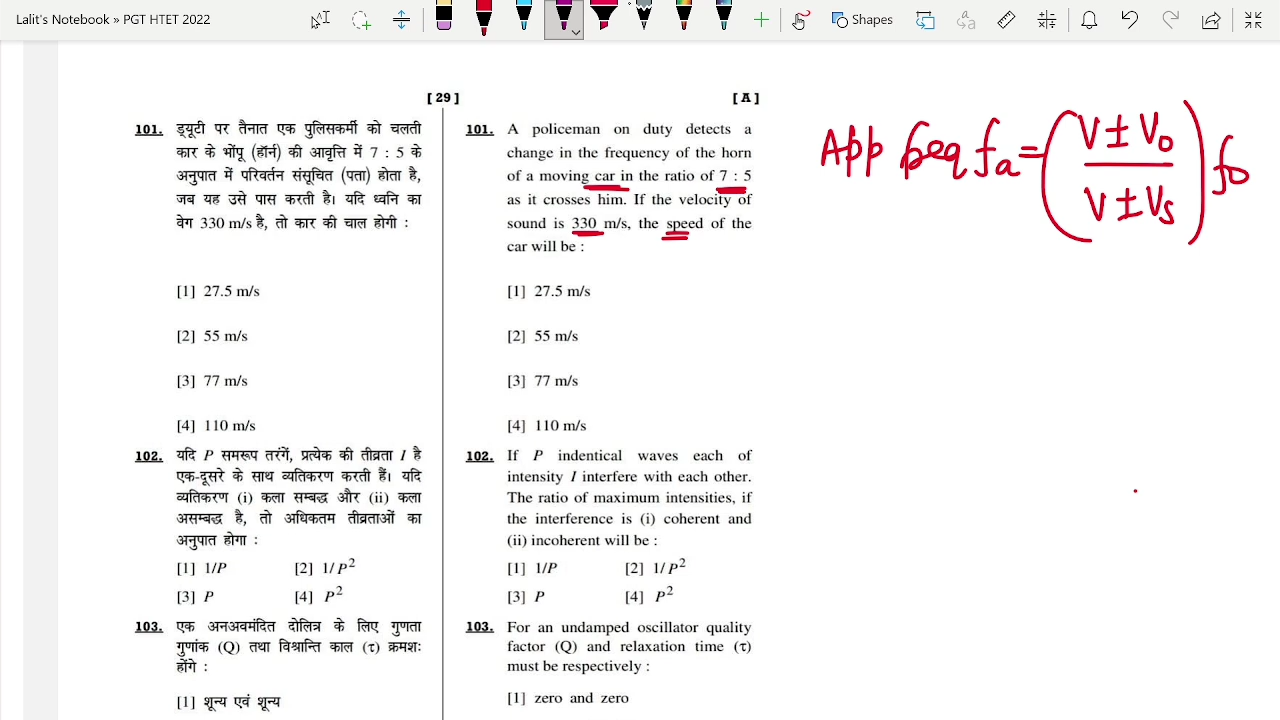 Lalit's Notebook » PGT HTET 2022
Shapes
[ 29 ]
[ A ]
101. ड्यूटी पर तैनात एक पुलिसकर्मी को चलती
कार के भोंपू (हॉर्न) की आवृत्ति में 7 : 5 के
अनुपात में परिवर्तन संसूचित (पता) होता है,
जब यह उसे पास करती है। यदि ध्वनि का
वेग 330 m/s है, तो कार की चाल होगी :
[1] 27.5 m/s
[2] 55 m/s
[3] 77 m/s
[4] 110 m/s
102. यदि P समरूप तरंगें, प्रत्येक की तीव्रता I है
एक-दूसरे के साथ व्यतिकरण करती हैं। यदि
व्यतिकरण (i) कला सम्बद्ध और (ii) कला
असम्बद्ध है, तो अधिकतम तीव्रताओं का
अनुपात होगा :
[1] 1/P [2] 1/P²
[3] P [4] P²
103. एक अनअवमंदित दोलित्र के लिए गुणता
गुणांक (Q) तथा विश्रान्ति काल (τ) क्रमशः
होंगे :
[1] शून्य एवं शून्य
101. A policeman on duty detects a
change in the frequency of the horn
of a moving car in the ratio of 7 : 5
as it crosses him. If the velocity of
sound is 330 m/s, the speed of the
car will be :
[1] 27.5 m/s
[2] 55 m/s
[3] 77 m/s
[4] 110 m/s
102. If P indentical waves each of
intensity I interfere with each other.
The ratio of maximum intensities, if
the interference is (i) coherent and
(ii) incoherent will be :
[1] 1/P [2] 1/P²
[3] P [4] P²
103. For an undamped oscillator quality
factor (Q) and relaxation time (τ)
must be respectively :
[1] zero and zero
App freq fa = (V ± Vo / V ± Vs) fo